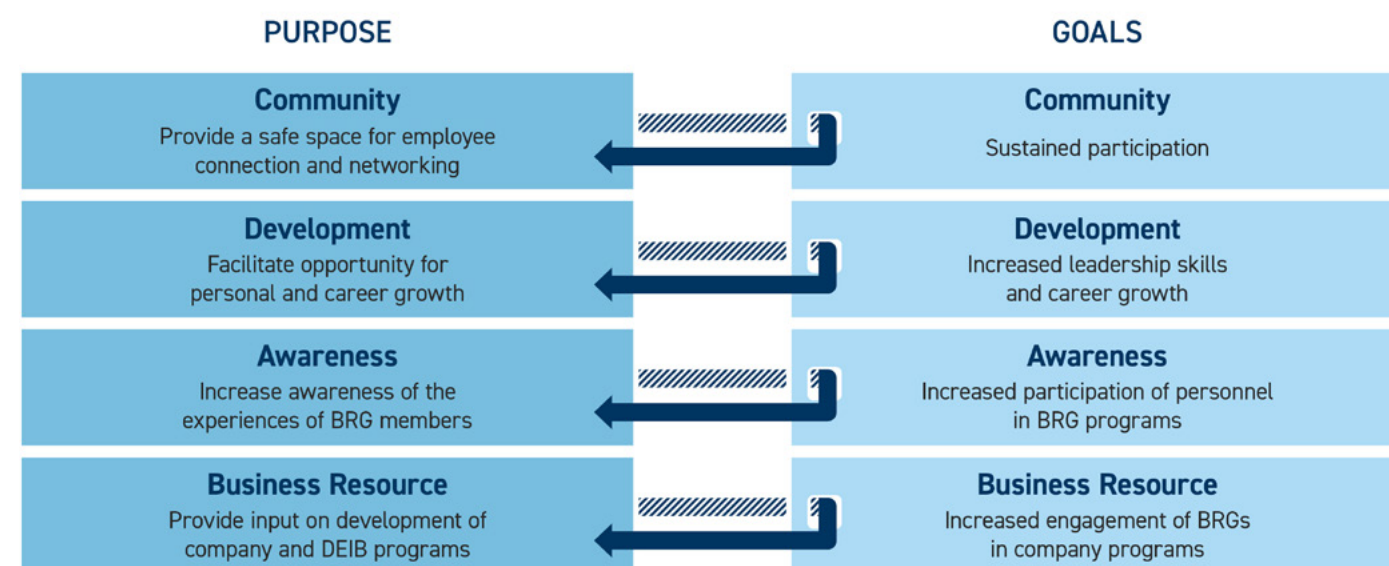 PURPOSE
GOALS
Community
Provide a safe space for employee
connection and networking
Community
Sustained participation
Development
Facilitate opportunity for
personal and career growth
Development
Increased leadership skills
and career growth
Awareness
Increase awareness of the
experiences of BRG members
Awareness
Increased participation of personnel
in BRG programs
Business Resource
Provide input on development of
company and DEIB programs
Business Resource
Increased engagement of BRGs
in company programs